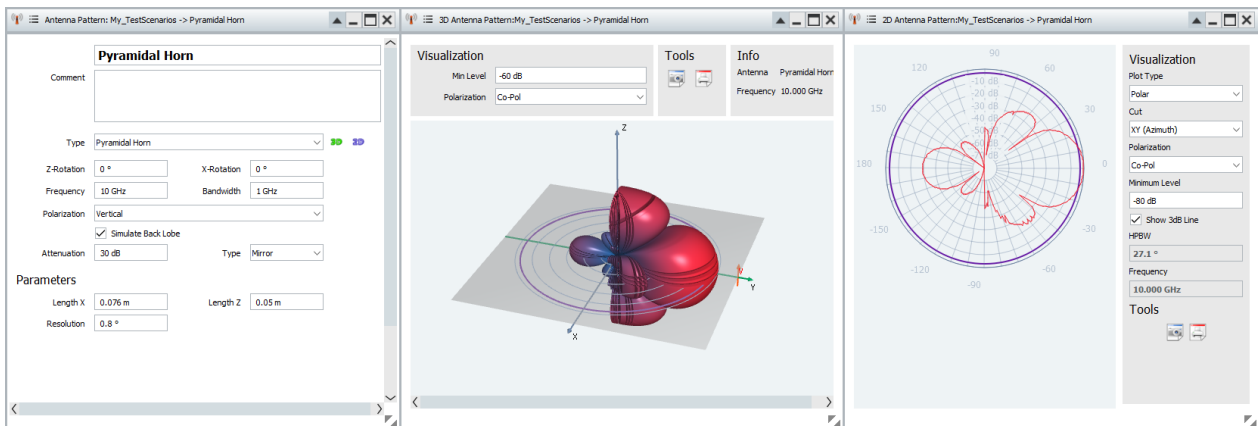 Antenna Pattern: My_TestScenarios -> Pyramidal Horn
Pyramidal Horn
Comment
Type Pyramidal Horn 3D 2D
Z-Rotation 0 ° X-Rotation 0 °
Frequency 10 GHz Bandwidth 1 GHz
Polarization Vertical
Simulate Back Lobe
Attenuation 30 dB Type Mirror
Parameters
Length X 0.076 m Length Z 0.05 m
Resolution 0.8 °
3D Antenna Pattern:My_TestScenarios -> Pyramidal Horn
Visualization
Min Level -60 dB
Polarization Co-Pol
Tools
Info
Antenna Pyramidal Horn
Frequency 10.000 GHz
Z
Y
X
2D Antenna Pattern:My_TestScenarios -> Pyramidal Horn
90
120 60
-10 dB
-20 dB
-30 dB
150 30
180 0
-150 -30
-120 -60
-90
Visualization
Plot Type
Polar
Cut
XY (Azimuth)
Polarization
Co-Pol
Minimum Level
-80 dB
Show 3dB Line
HPBW
27.1 °
Frequency
10.000 GHz
Tools